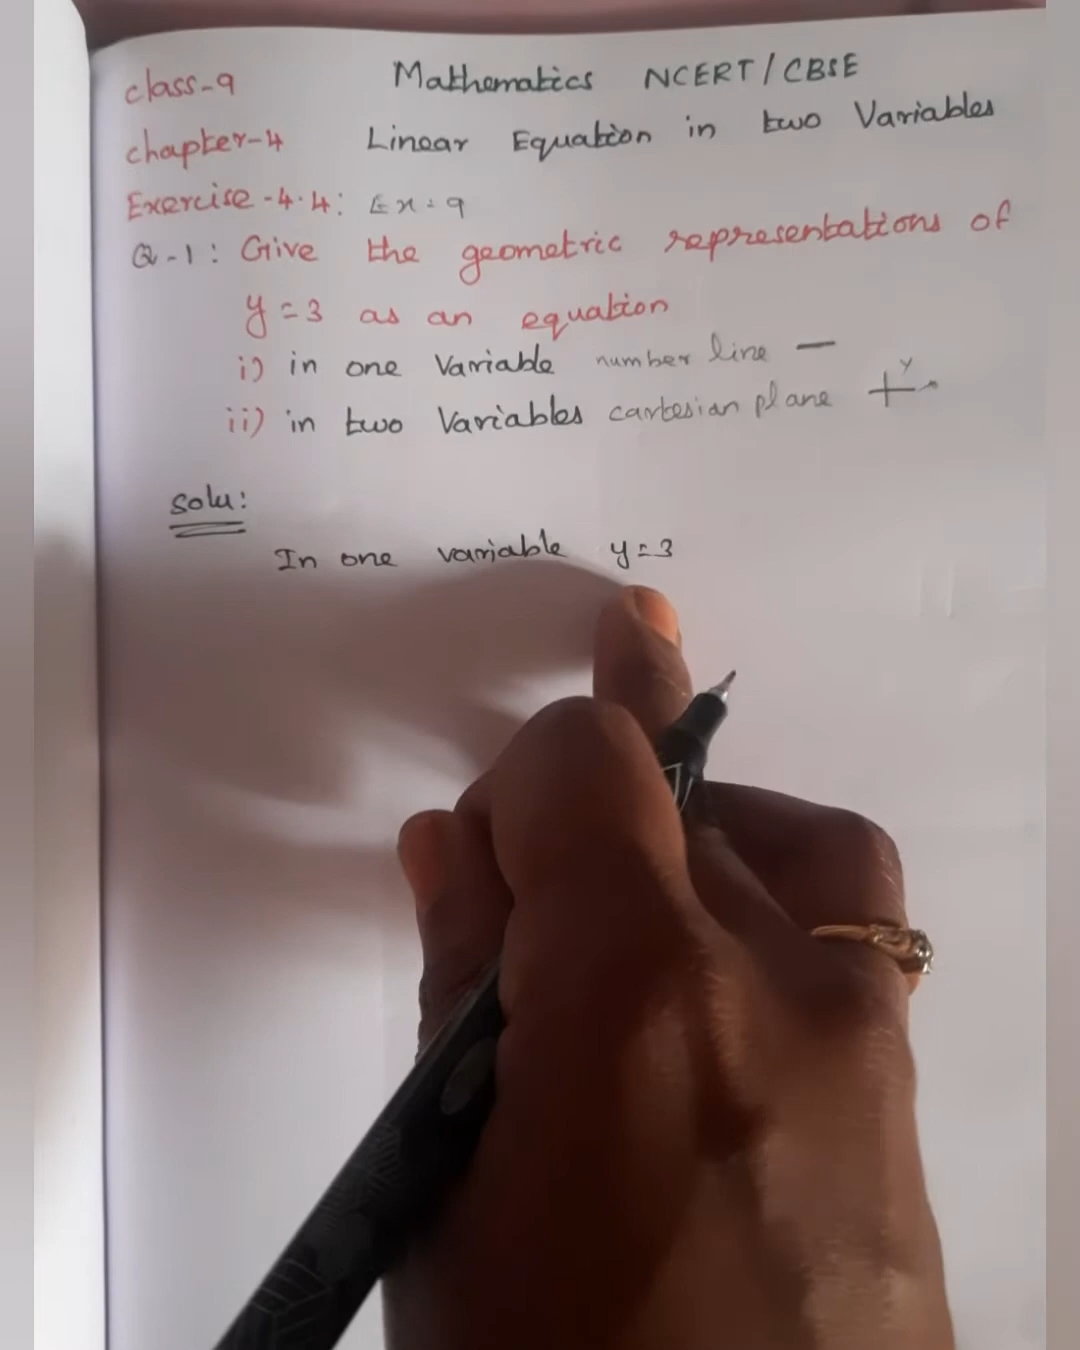 class-9 Mathematics NCERT/CBSE
chapter-4 Linear Equation in two Variables
Exercise-4.4: Ex:9
Q-1: Give the geometric representations of
y=3 as an equation
i) in one Variable number line —
ii) in two Variables cartesian plane Y
Solu:
In one variable y=3